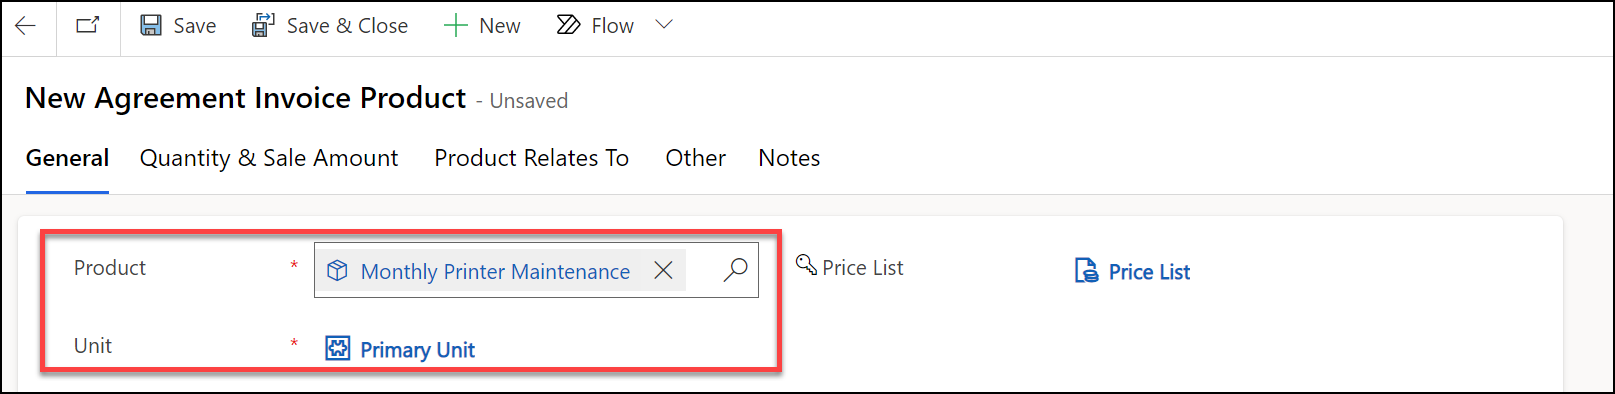 Save Save & Close New Flow
New Agreement Invoice Product - Unsaved
General Quantity & Sale Amount Product Relates To Other Notes
Product * Monthly Printer Maintenance Price List Price List
Unit * Primary Unit